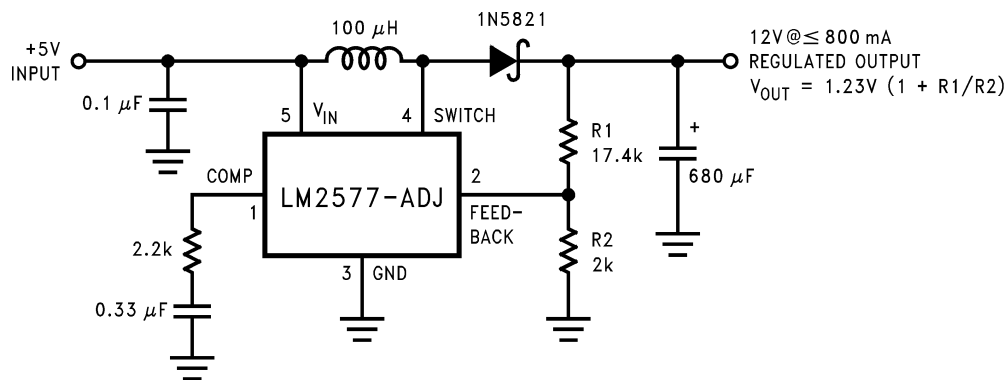 100 μH
1N5821
+5V
INPUT
12V @ ≤ 800 mA
REGULATED OUTPUT
V_OUT = 1.23V (1 + R1/R2)
0.1 μF
5
V_IN
4
SWITCH
R1
17.4k
+
680 μF
COMP
1
LM2577-ADJ
2
FEED-
BACK
2.2k
R2
2k
3
GND
0.33 μF